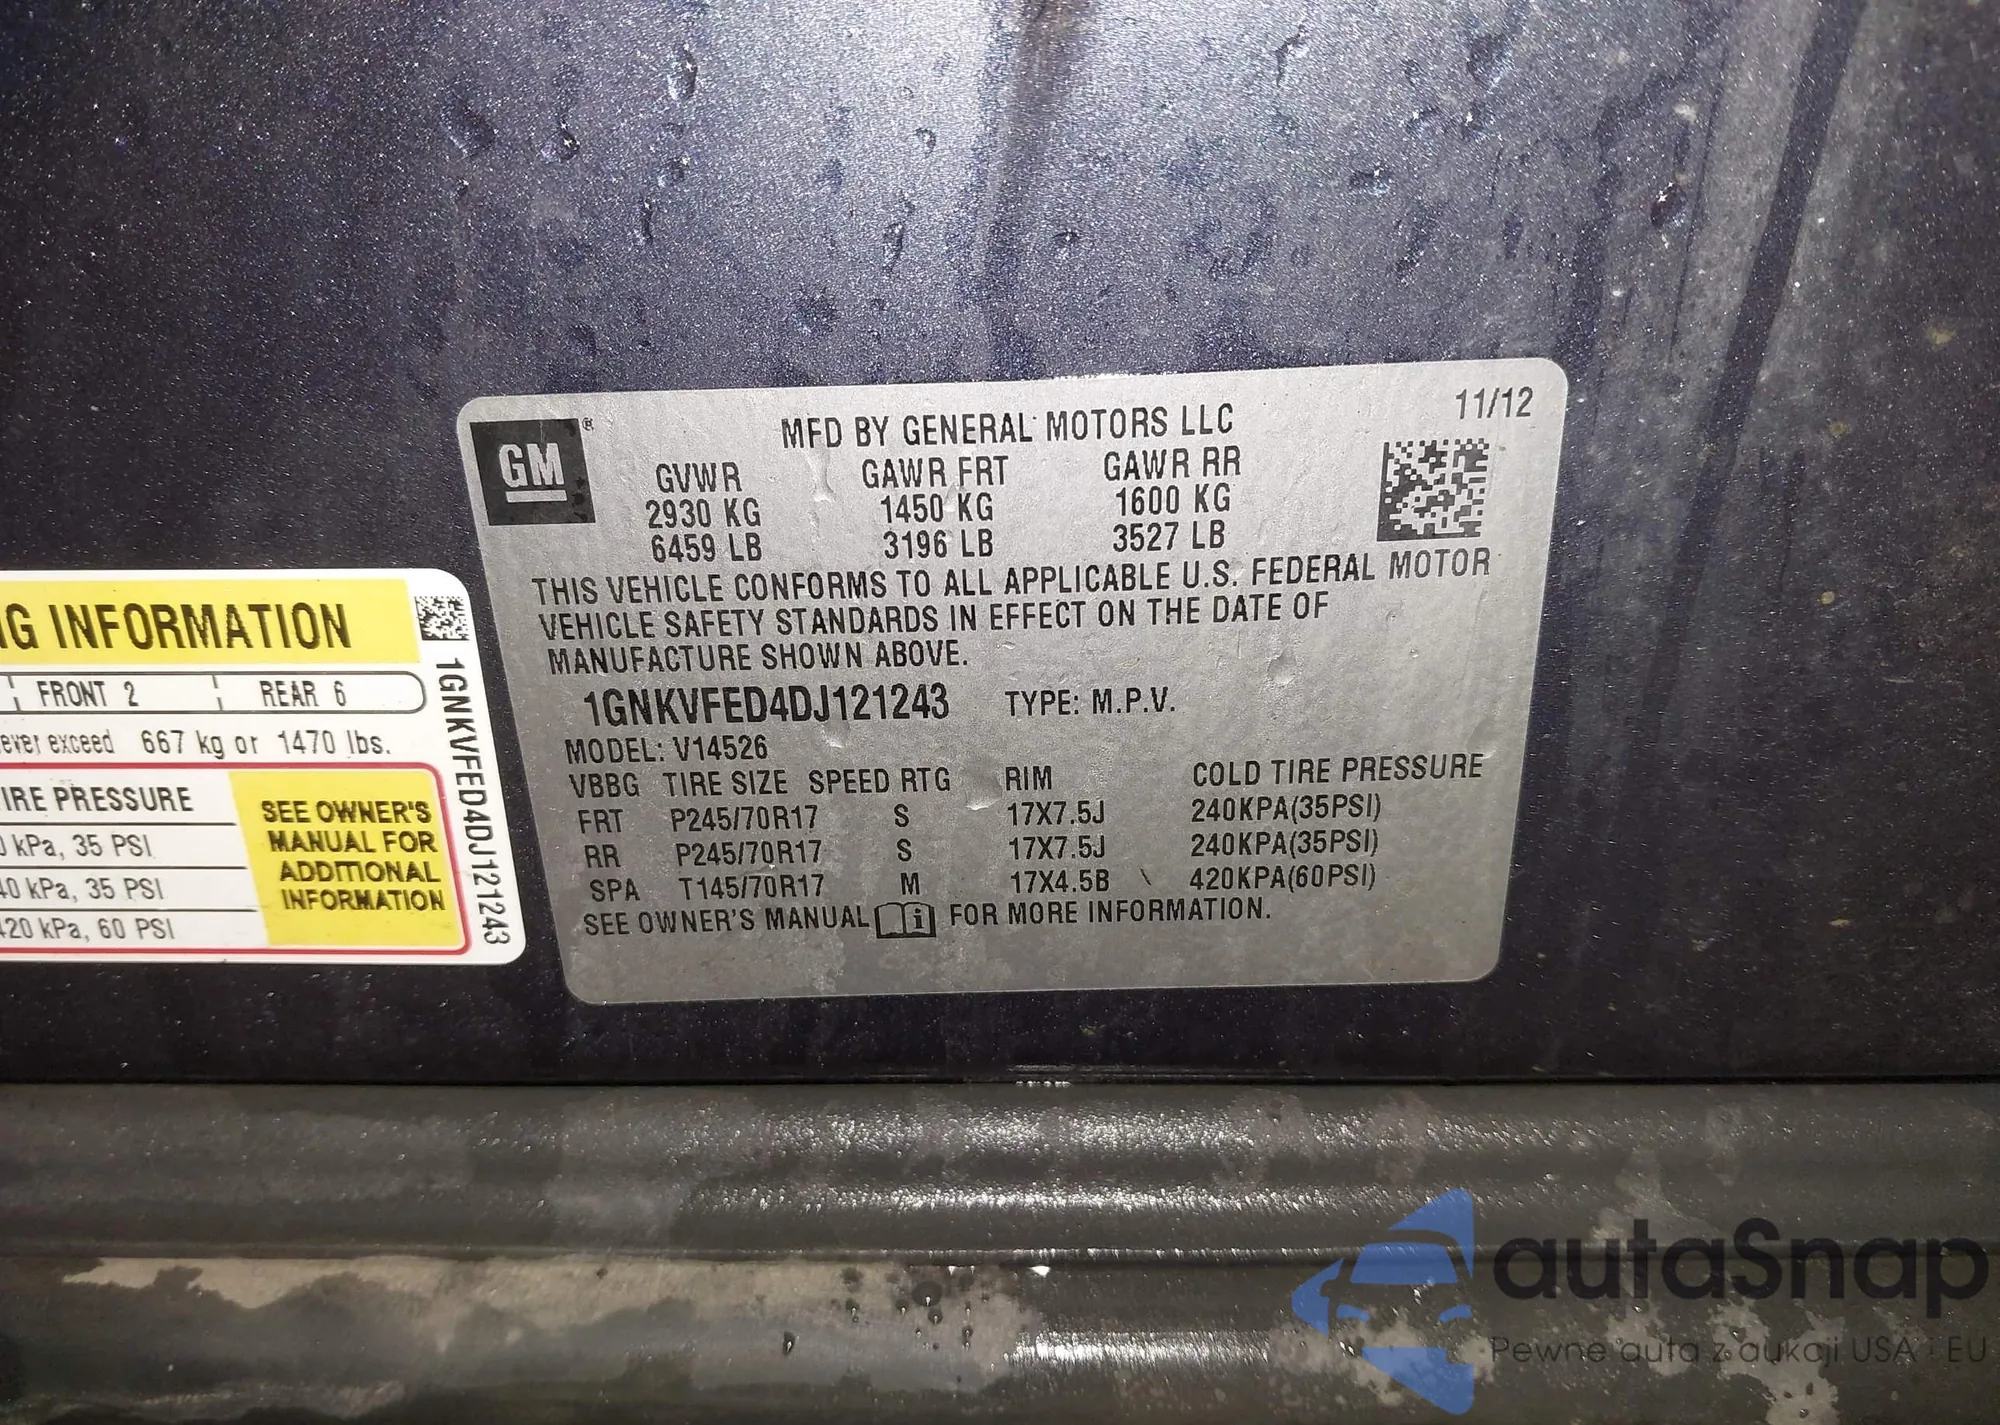 GM ®
MFD BY GENERAL MOTORS LLC
11/12
GVWR GAWR FRT GAWR RR
2930 KG 1450 KG 1600 KG
6459 LB 3196 LB 3527 LB
THIS VEHICLE CONFORMS TO ALL APPLICABLE U.S. FEDERAL MOTOR
VEHICLE SAFETY STANDARDS IN EFFECT ON THE DATE OF
MANUFACTURE SHOWN ABOVE.
1GNKVFED4DJ121243 TYPE: M.P.V.
MODEL: V14526
VBBG TIRE SIZE SPEED RTG RIM COLD TIRE PRESSURE
FRT P245/70R17 S 17X7.5J 240KPA(35PSI)
RR P245/70R17 S 17X7.5J 240KPA(35PSI)
SPA T145/70R17 M 17X4.5B 420KPA(60PSI)
SEE OWNER'S MANUAL i FOR MORE INFORMATION.
INFORMATION
FRONT 2 REAR 6
exceed 667 kg or 1470 lbs.
PRESSURE
kPa, 35 PSI
kPa, 35 PSI
kPa, 60 PSI
SEE OWNER'S
MANUAL FOR
ADDITIONAL
INFORMATION
1GNKVFED4DJ121243
autaSnap
Pewne auta z aukcji USA i EU